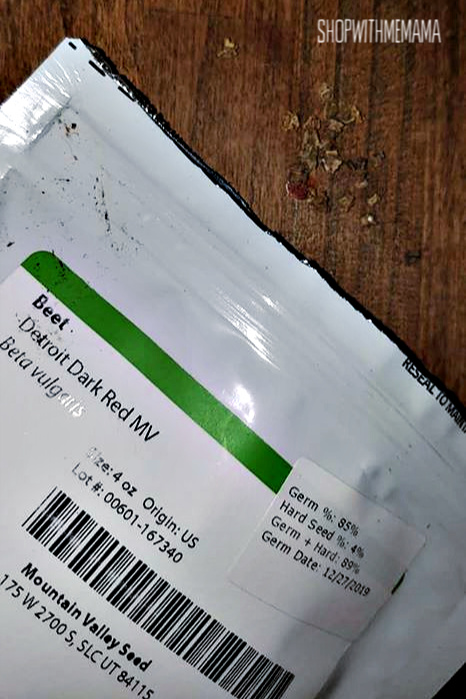 SHOPWITHMEMAMA
RESEAL TO
Beet
Detroit Dark Red MV
Beta vulgaris
Size: 4 oz Origin: US
Lot #: 00601-167340
Germ %: 85%
Hard Seed %: 4%
Germ + Hard: 89%
Germ Date: 12/27/2019
Mountain Valley Seed
175 W 2700 S, SLC UT 84115